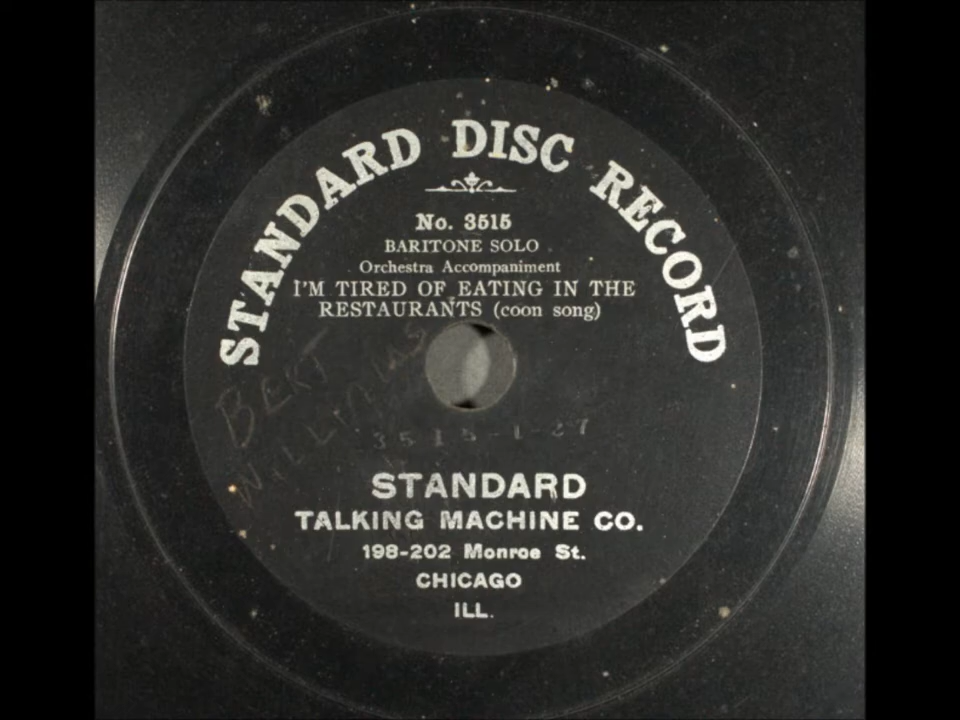 STANDARD DISC RECORD
No. 3515
BARITONE SOLO
Orchestra Accompaniment
I'M TIRED OF EATING IN THE
RESTAURANTS (coon song)
BERT
WILLIAMS
3515-1-27
STANDARD
TALKING MACHINE CO.
198-202 Monroe St.
CHICAGO
ILL.